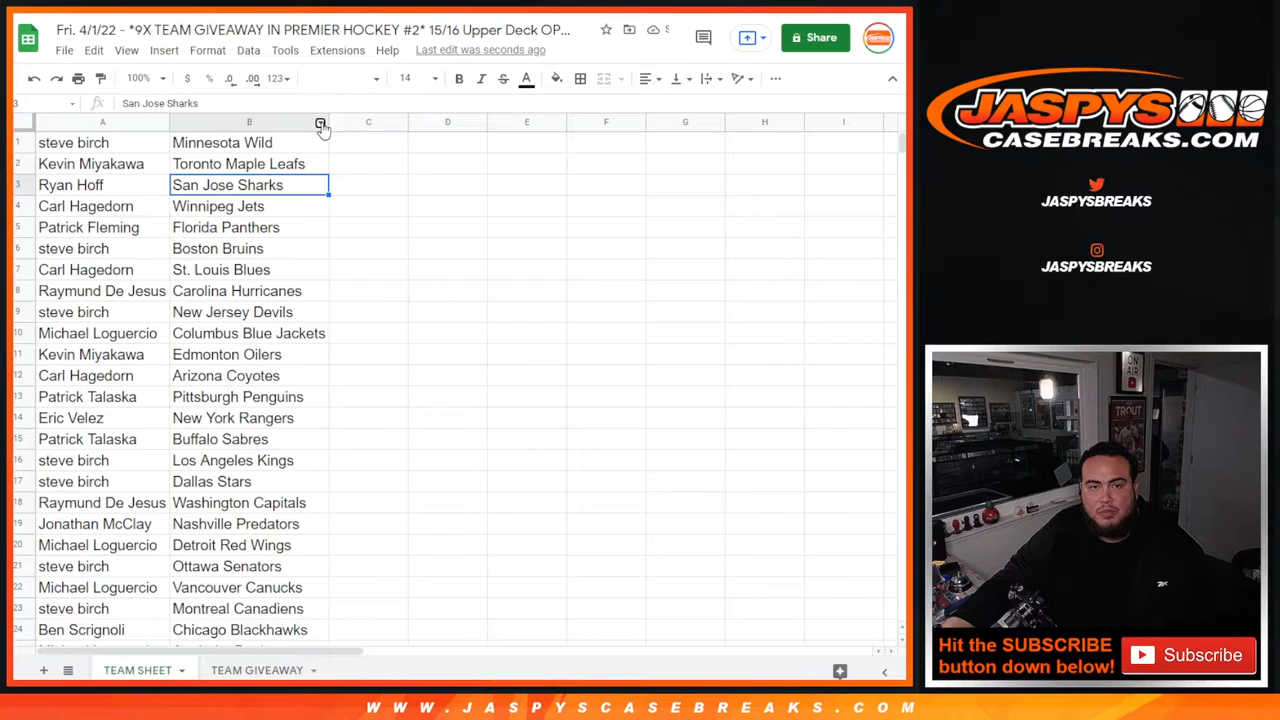 Fri. 4/1/22 - *9X TEAM GIVEAWAY IN PREMIER HOCKEY #2* 15/16 Upper Deck OP...
File Edit View Insert Format Data Tools Extensions Help Last edit was seconds ago
Share
100% $ % .0 .00 123 14 B I S A
3 fx San Jose Sharks
A B C D E F G H I
1 steve birch Minnesota Wild
2 Kevin Miyakawa Toronto Maple Leafs
3 Ryan Hoff San Jose Sharks
4 Carl Hagedorn Winnipeg Jets
5 Patrick Fleming Florida Panthers
6 steve birch Boston Bruins
7 Carl Hagedorn St. Louis Blues
8 Raymund De Jesus Carolina Hurricanes
9 steve birch New Jersey Devils
10 Michael Loguercio Columbus Blue Jackets
11 Kevin Miyakawa Edmonton Oilers
12 Carl Hagedorn Arizona Coyotes
13 Patrick Talaska Pittsburgh Penguins
14 Eric Velez New York Rangers
15 Patrick Talaska Buffalo Sabres
16 steve birch Los Angeles Kings
17 steve birch Dallas Stars
18 Raymund De Jesus Washington Capitals
19 Jonathan McClay Nashville Predators
20 Michael Loguercio Detroit Red Wings
21 steve birch Ottawa Senators
22 Michael Loguercio Vancouver Canucks
23 steve birch Montreal Canadiens
24 Ben Scrignoli Chicago Blackhawks
TEAM SHEET TEAM GIVEAWAY
JASPYS
CASEBREAKS.COM
JASPYSBREAKS
JASPYSBREAKS
ON
AIR
TROUT
Hit the SUBSCRIBE
button down below!
Subscribe
WWW.JASPYSCASEBREAKS.COM